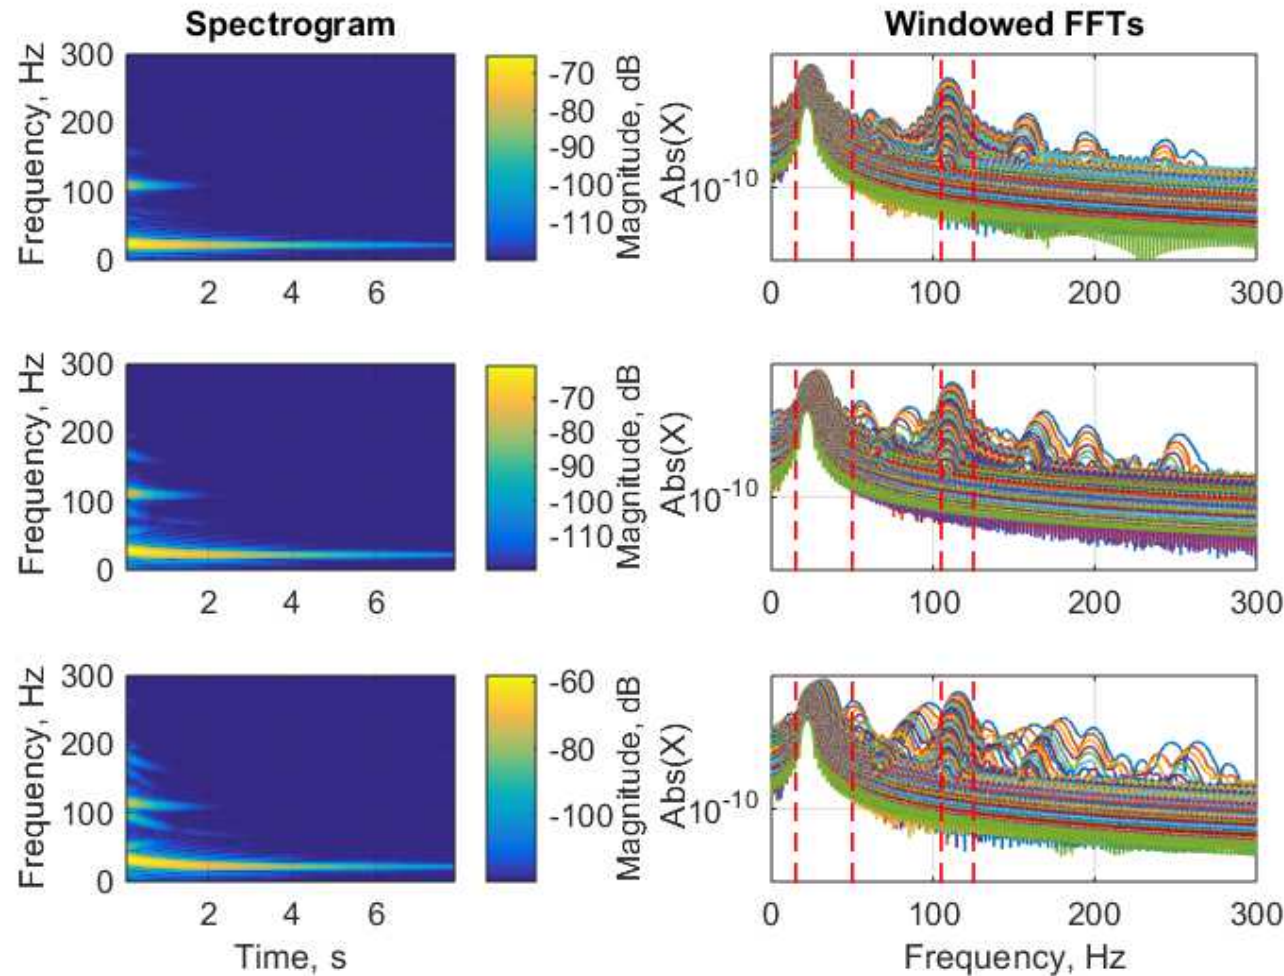 Spectrogram
Windowed FFTs
Frequency, Hz
300
200
100
0
2 4 6
-70
-80
-90
-100
-110
Magnitude, dB
Abs(X)
10-10
0 100 200 300
Frequency, Hz
300
200
100
0
2 4 6
-70
-80
-90
-100
-110
Magnitude, dB
Abs(X)
10-10
0 100 200 300
Frequency, Hz
300
200
100
0
2 4 6
Time, s
-60
-80
-100
Magnitude, dB
Abs(X)
10-10
0 100 200 300
Frequency, Hz